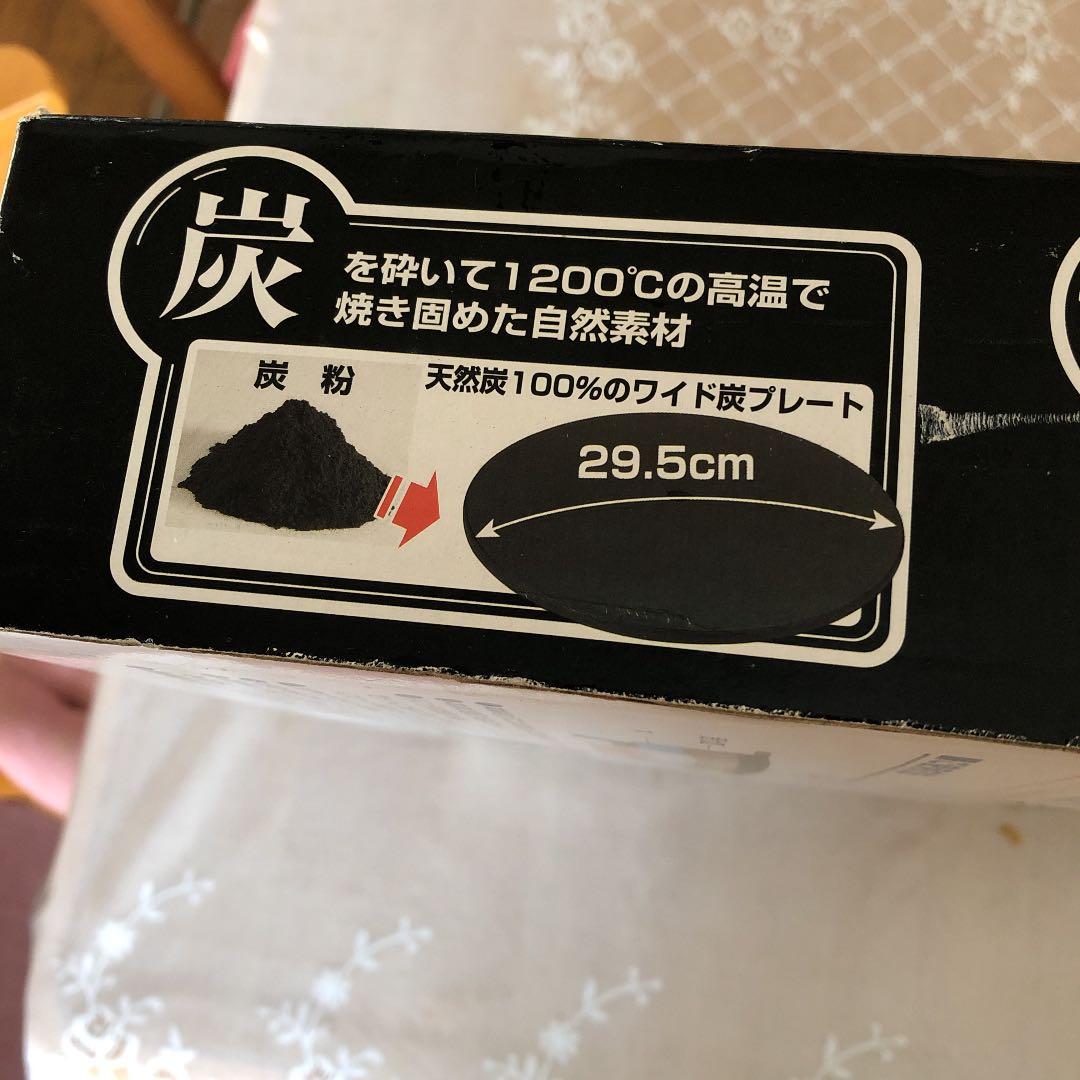 炭
を砕いて1200℃の高温で
焼き固めた自然素材
炭 粉
天然炭100%のワイド炭プレート
29.5cm